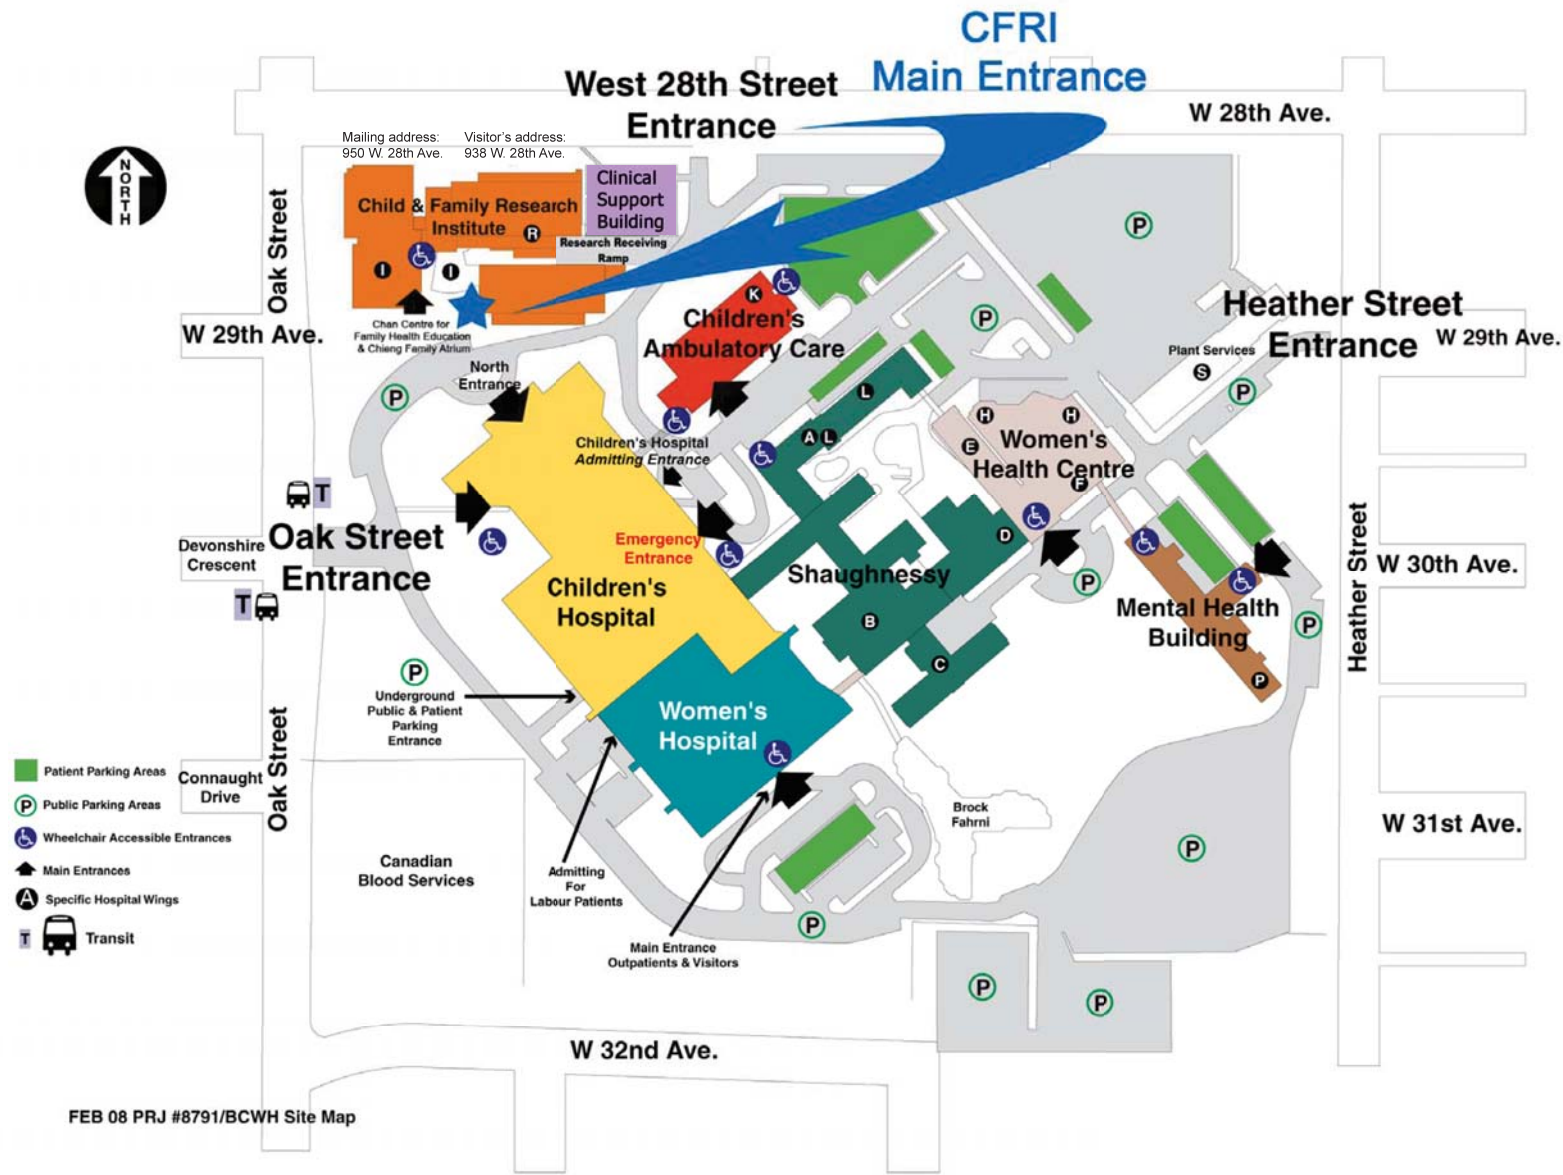 CFRI
Main Entrance
West 28th Street
Entrance
W 28th Ave.
Mailing address:
950 W. 28th Ave.
Visitor's address:
938 W. 28th Ave.
NORTH
Oak Street
Child & Family Research
Institute
R
I
I
Clinical
Support
Building
Research Receiving
Ramp
P
Chan Centre for
Family Health Education
& Chieng Family Atrium
W 29th Ave.
K
Children's
Ambulatory Care
P
Heather Street
Entrance
W 29th Ave.
Plant Services
S
P
North
Entrance
P
L
A
L
H
H
E
Women's
Health Centre
F
Children's Hospital
Admitting Entrance
T
Oak Street
Entrance
Devonshire
Crescent
T
Emergency
Entrance
Children's
Hospital
Shaughnessy
D
B
C
P
Mental Health
Building
P
P
Heather Street
W 30th Ave.
P
Underground
Public & Patient
Parking
Entrance
Women's
Hospital
Oak Street
Connaught
Drive
Patient Parking Areas
P Public Parking Areas
Wheelchair Accessible Entrances
Main Entrances
A Specific Hospital Wings
T Transit
Canadian
Blood Services
Admitting
For
Labour Patients
Main Entrance
Outpatients & Visitors
Brock
Fahrni
P
W 31st Ave.
P
P
P
W 32nd Ave.
FEB 08 PRJ #8791/BCWH Site Map